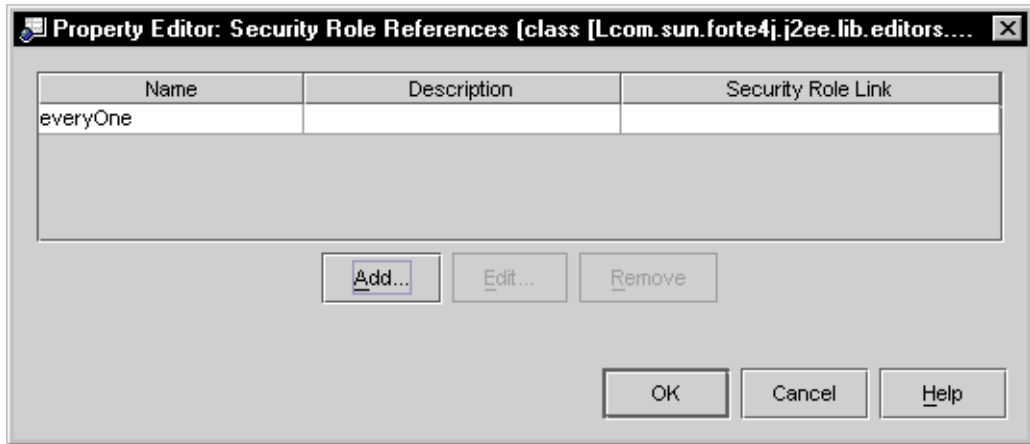 Property Editor: Security Role References (class [Lcom.sun.forte4j.j2ee.lib.editors....
Name Description Security Role Link
everyOne
Add... Edit... Remove
OK Cancel Help